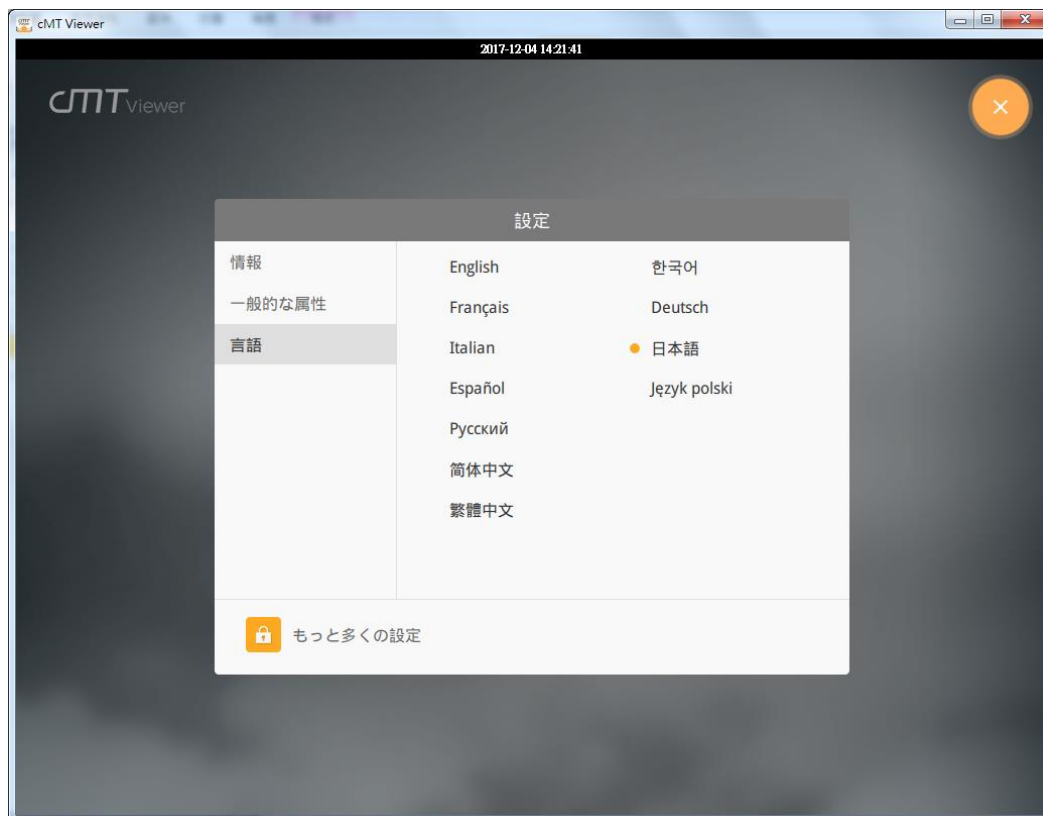 cMT Viewer
2017-12-04 14:21:41
cMT Viewer
設定
情報
一般的な属性
言語
English
Français
Italian
Español
Русский
简体中文
繁體中文
한국어
Deutsch
日本語
Język polski
もっと多くの設定